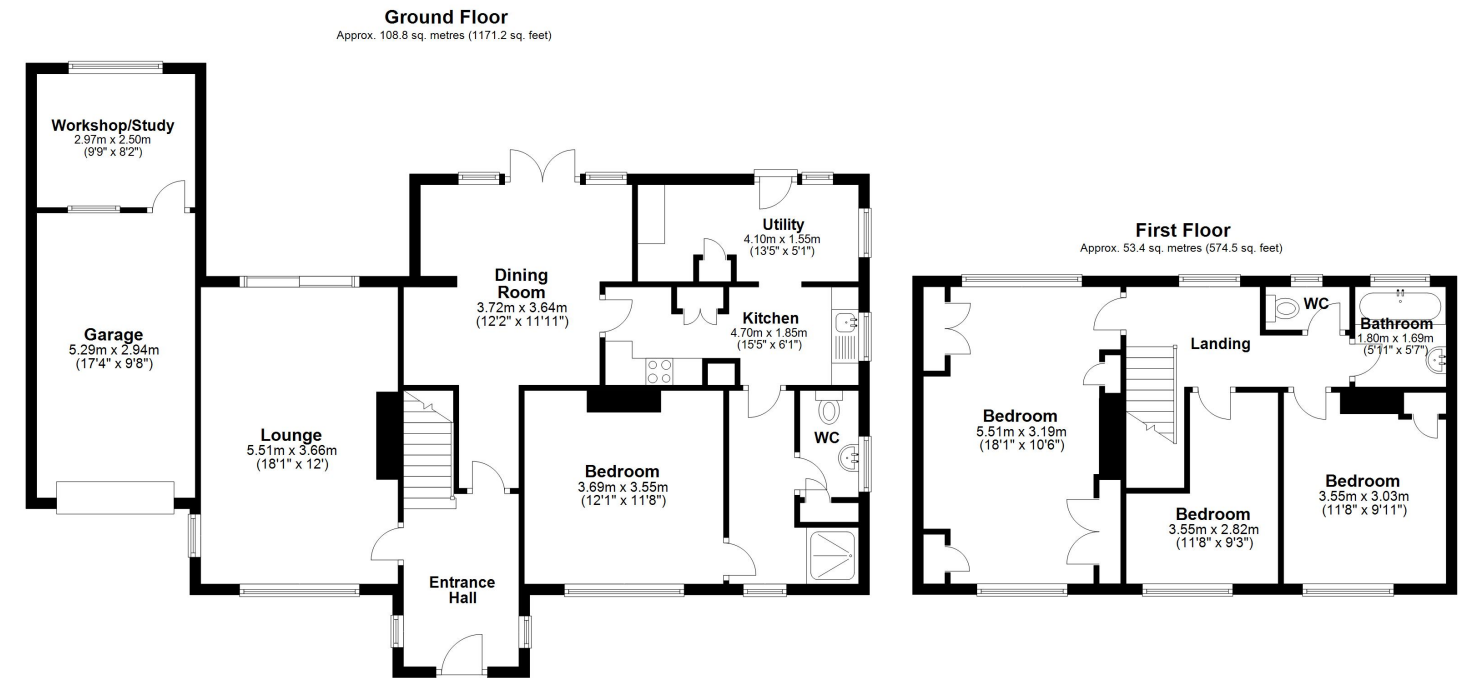 Ground Floor
Approx. 108.8 sq. metres (1171.2 sq. feet)
Workshop/Study
2.97m x 2.50m
(9'9" x 8'2")
Garage
5.29m x 2.94m
(17'4" x 9'8")
Lounge
5.51m x 3.66m
(18'1" x 12')
Dining
Room
3.72m x 3.64m
(12'2" x 11'11")
Utility
4.10m x 1.55m
(13'5" x 5'1")
Kitchen
4.70m x 1.85m
(15'5" x 6'1")
WC
Bedroom
3.69m x 3.55m
(12'1" x 11'8")
Entrance
Hall
First Floor
Approx. 53.4 sq. metres (574.5 sq. feet)
WC
Bathroom
1.80m x 1.69m
(5'11" x 5'7")
Landing
Bedroom
5.51m x 3.19m
(18'1" x 10'6")
Bedroom
3.55m x 2.82m
(11'8" x 9'3")
Bedroom
3.55m x 3.03m
(11'8" x 9'11")